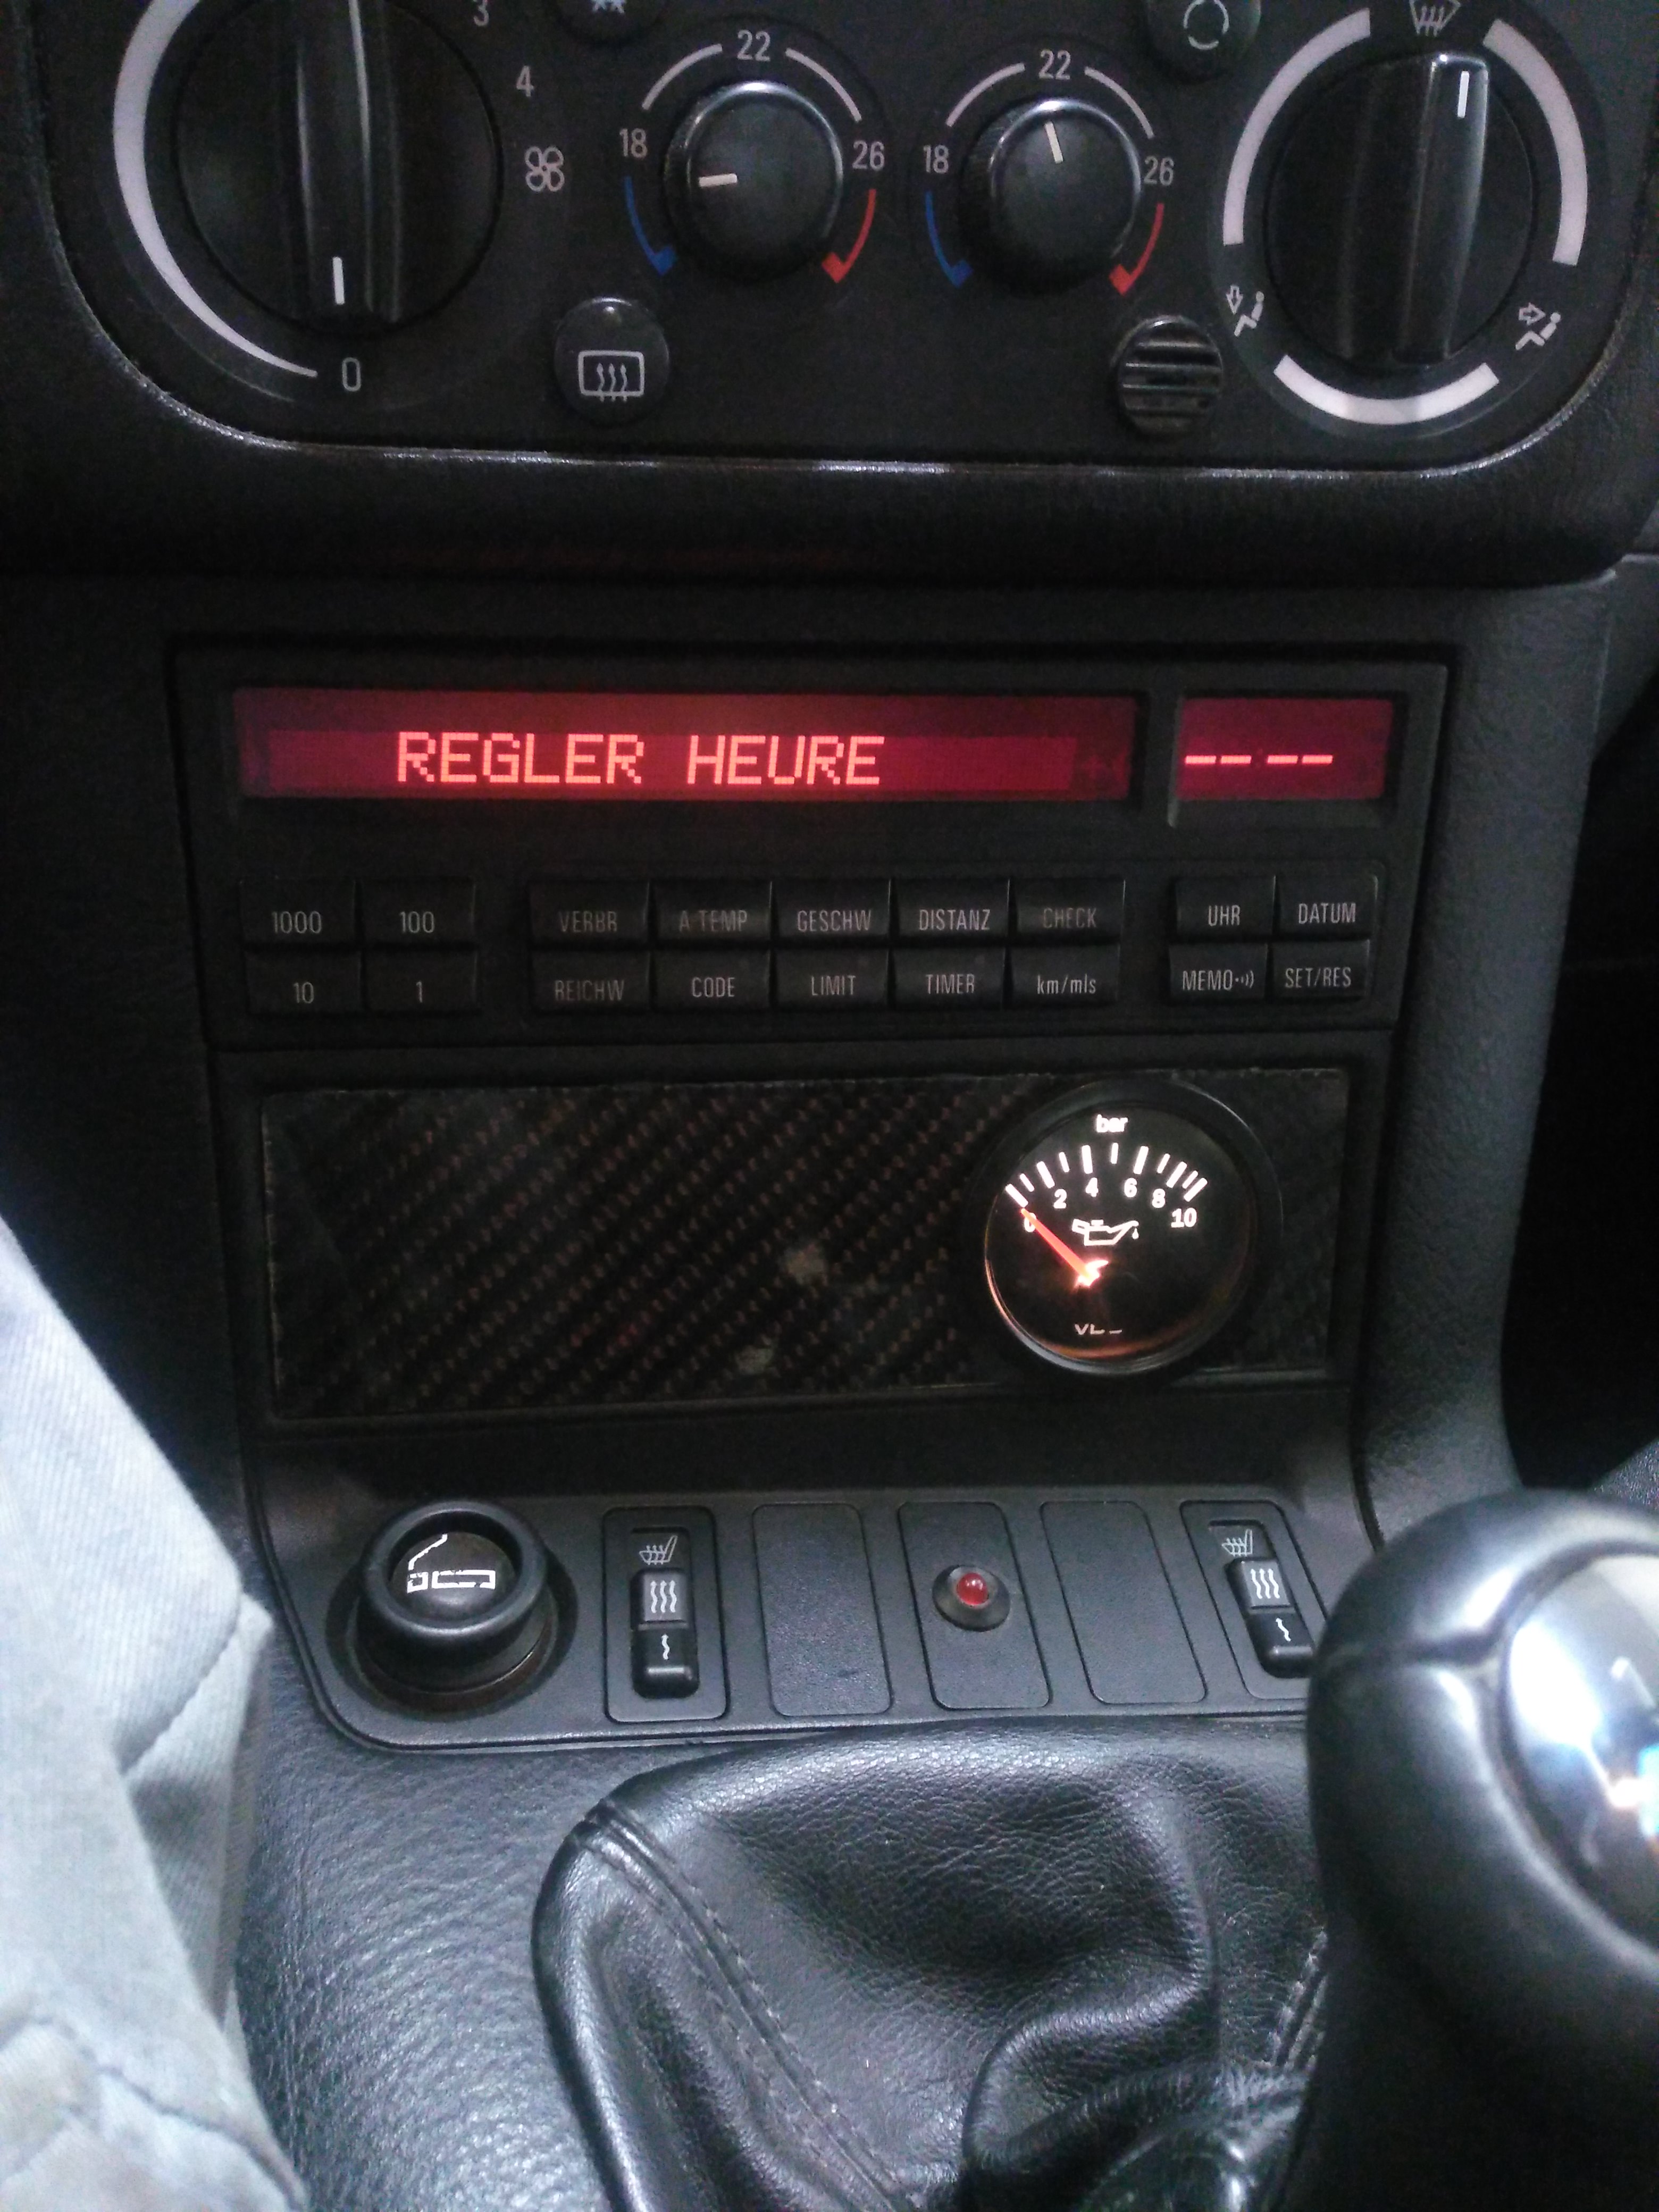 3
4
22
22
18
26
18
26
0
REGLER HEURE
-- --
1000
100
VERBR
A TEMP
GESCHW
DISTANZ
CHECK
UHR
DATUM
10
1
REICHW
CODE
LIMIT
TIMER
km/mls
MEMO
SET/RES
bar
0 2 4 6 8 10